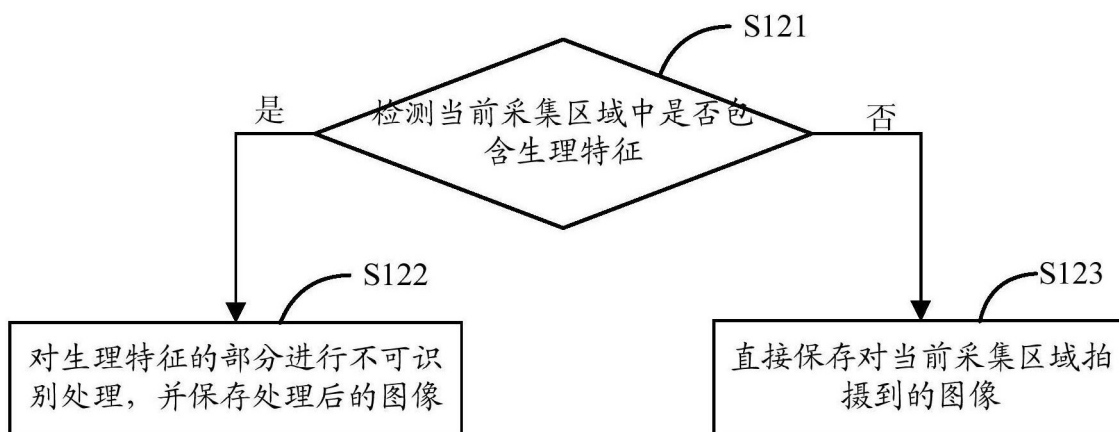 S121
是
检测当前采集区域中是否包
含生理特征
否
S122
对生理特征的部分进行不可识
别处理，并保存处理后的图像
S123
直接保存对当前采集区域拍
摄到的图像